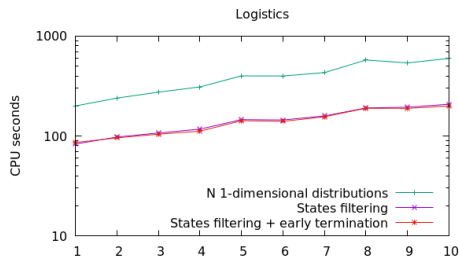 Logistics
1000
100
10
CPU seconds
N 1-dimensional distributions
States filtering
States filtering + early termination
1 2 3 4 5 6 7 8 9 10